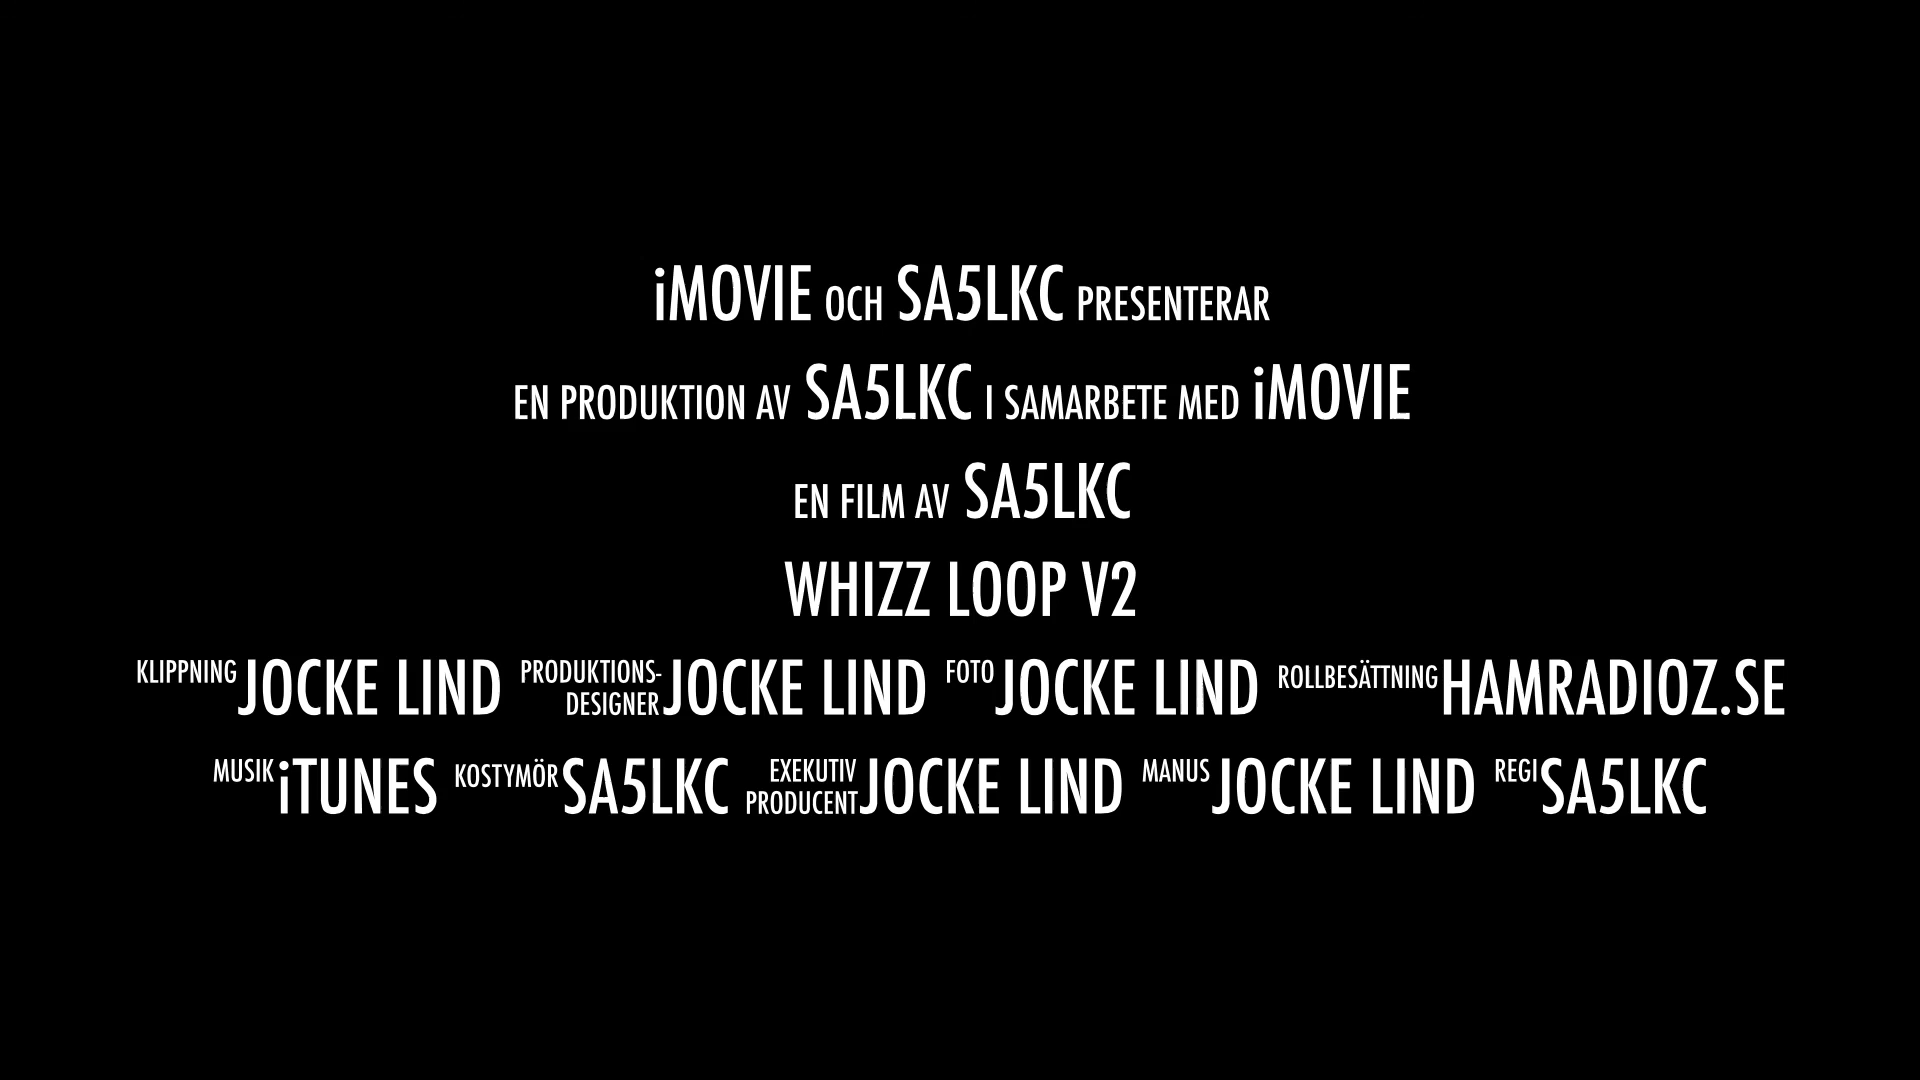 iMOVIE OCH SA5LKC PRESENTERAR
EN PRODUKTION AV SA5LKC I SAMARBETE MED iMOVIE
EN FILM AV SA5LKC
WHIZZ LOOP V2
KLIPPNING JOCKE LIND PRODUKTIONS-DESIGNER JOCKE LIND FOTO JOCKE LIND ROLLBESÄTTNING HAMRADIOZ.SE
MUSIK iTUNES KOSTYMÖR SA5LKC EXEKUTIV PRODUCENT JOCKE LIND MANUS JOCKE LIND REGI SA5LKC